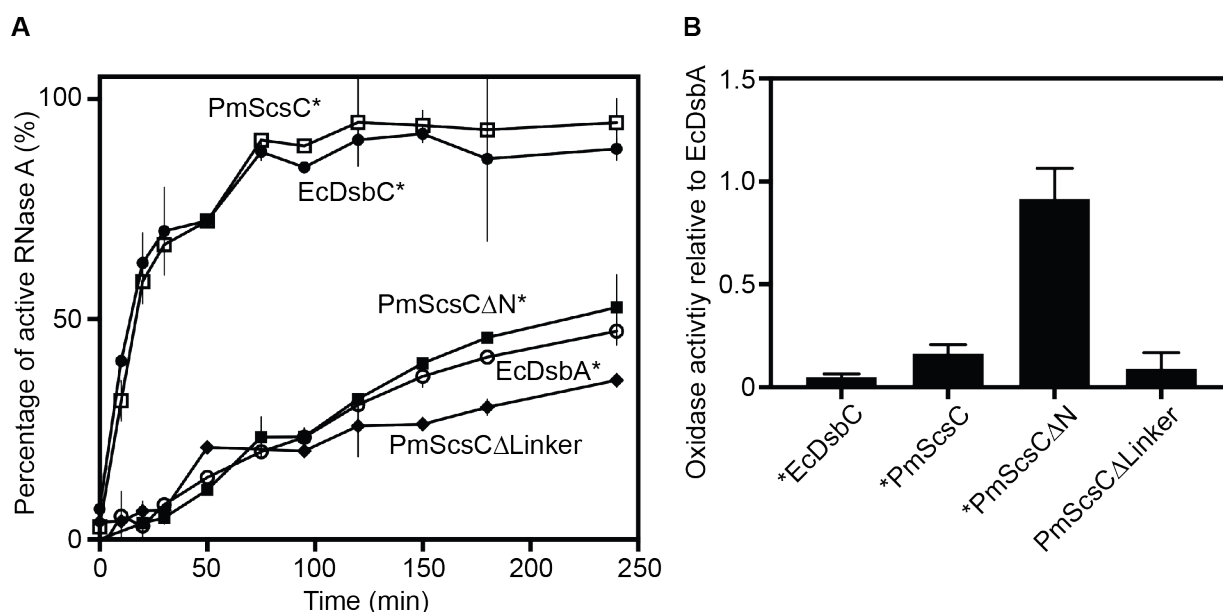 A
Percentage of active RNase A (%)
100
50
0
PmScsC*
EcDsbC*
PmScsCΔN*
EcDsbA*
PmScsCΔLinker
0 50 100 150 200 250
Time (min)
B
Oxidase activtiy relative to EcDsbA
1.5
1.0
0.5
0
*EcDsbC
*PmScsC
*PmScsCΔN
PmScsCΔLinker